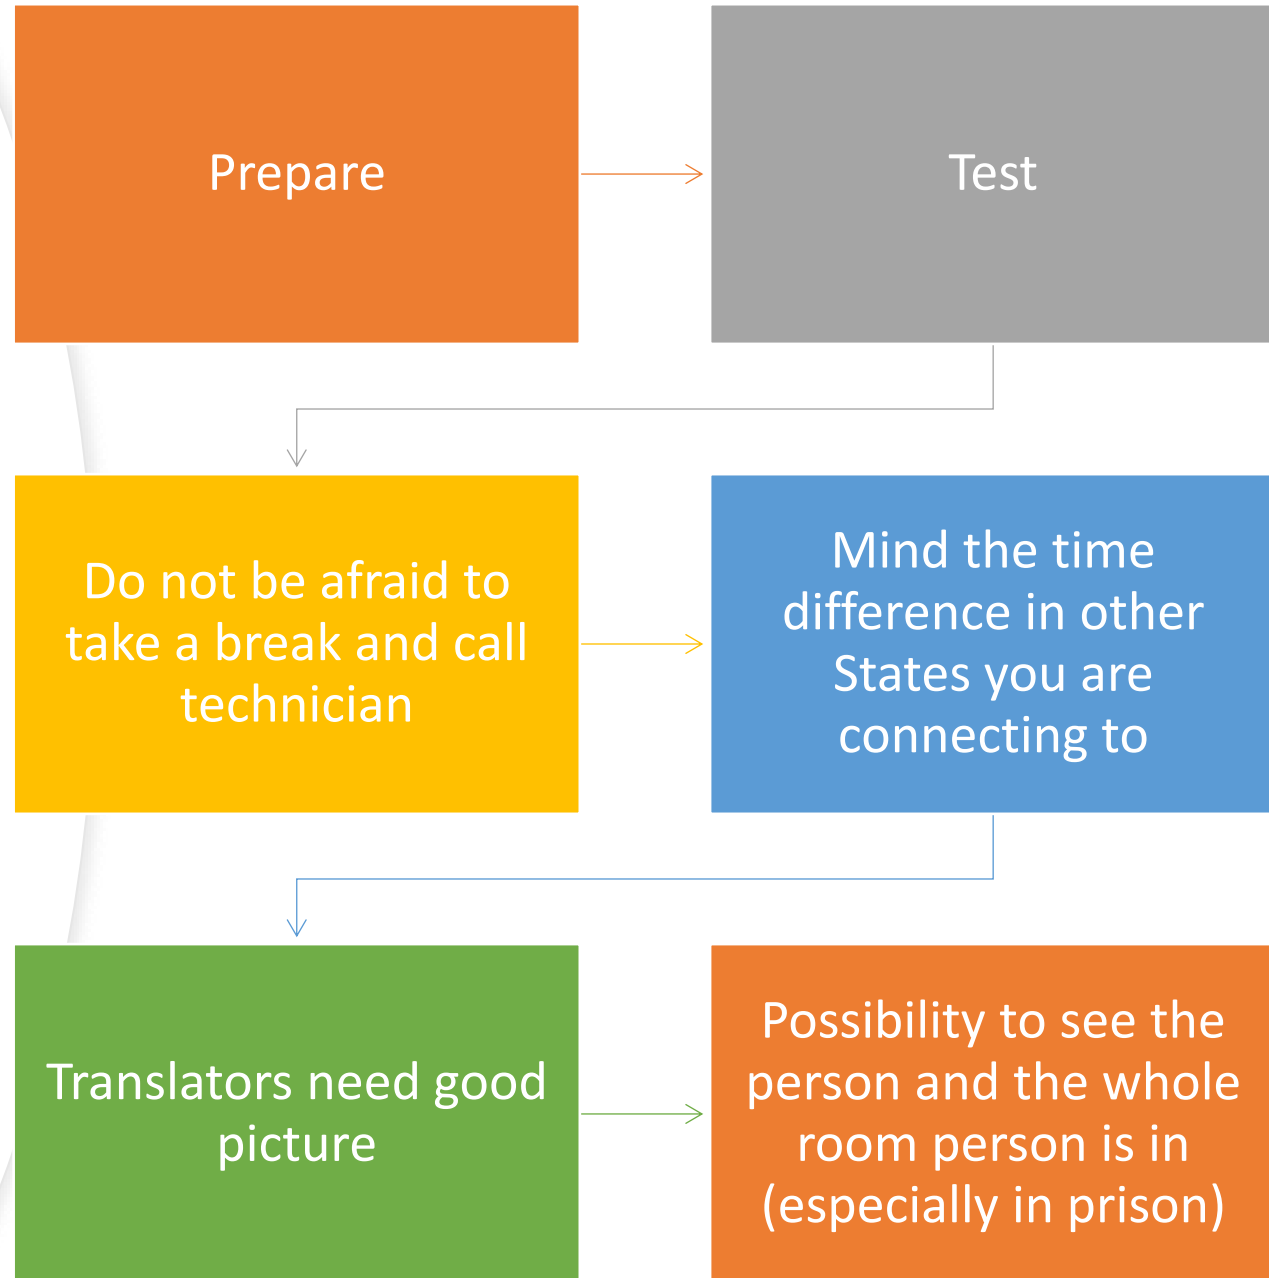 Prepare
Test
Do not be afraid to
take a break and call
technician
Mind the time
difference in other
States you are
connecting to
Translators need good
picture
Possibility to see the
person and the whole
room person is in
(especially in prison)